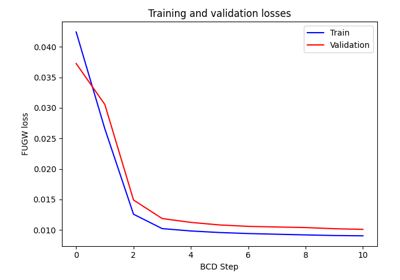 Training and validation losses
Train
Validation
0.040
0.035
0.030
0.025
0.020
0.015
0.010
FUGW loss
0 2 4 6 8 10
BCD Step